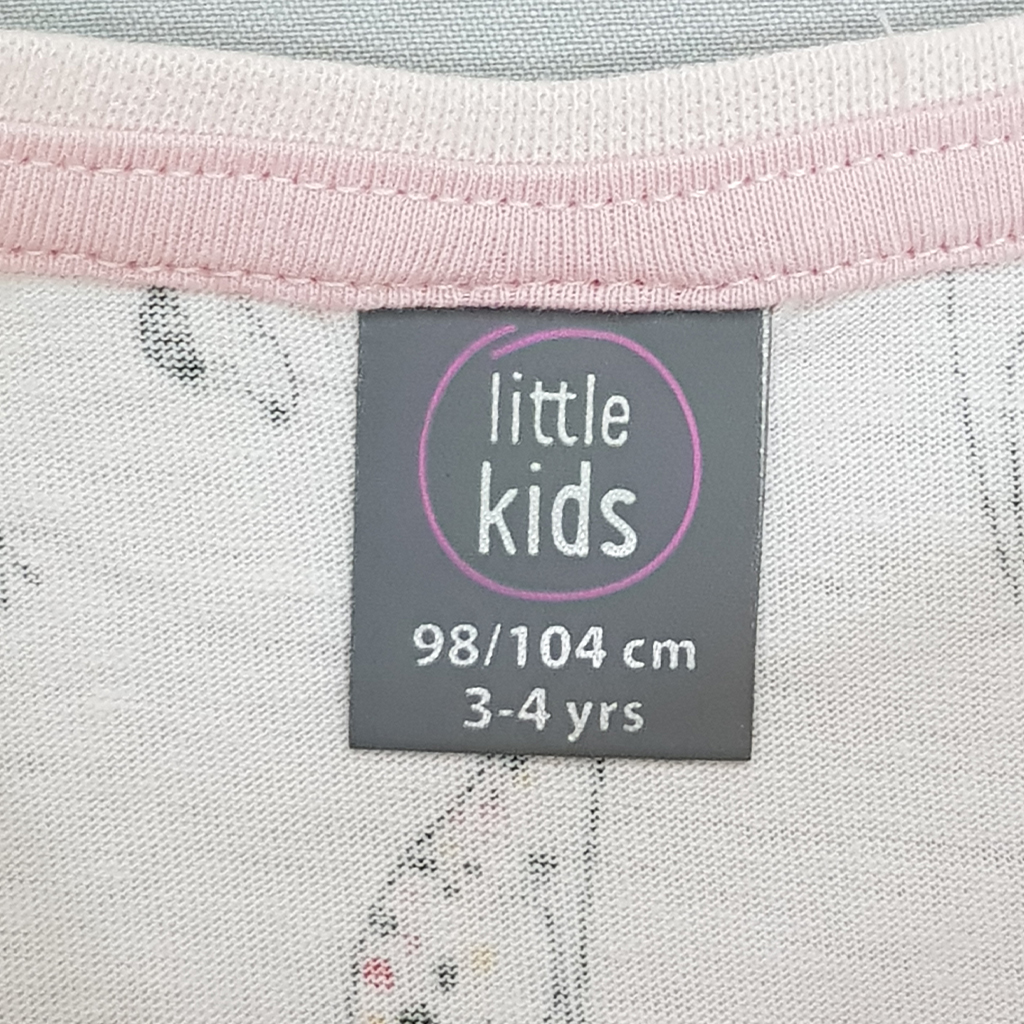 little
kids
98/104 cm
3-4 yrs